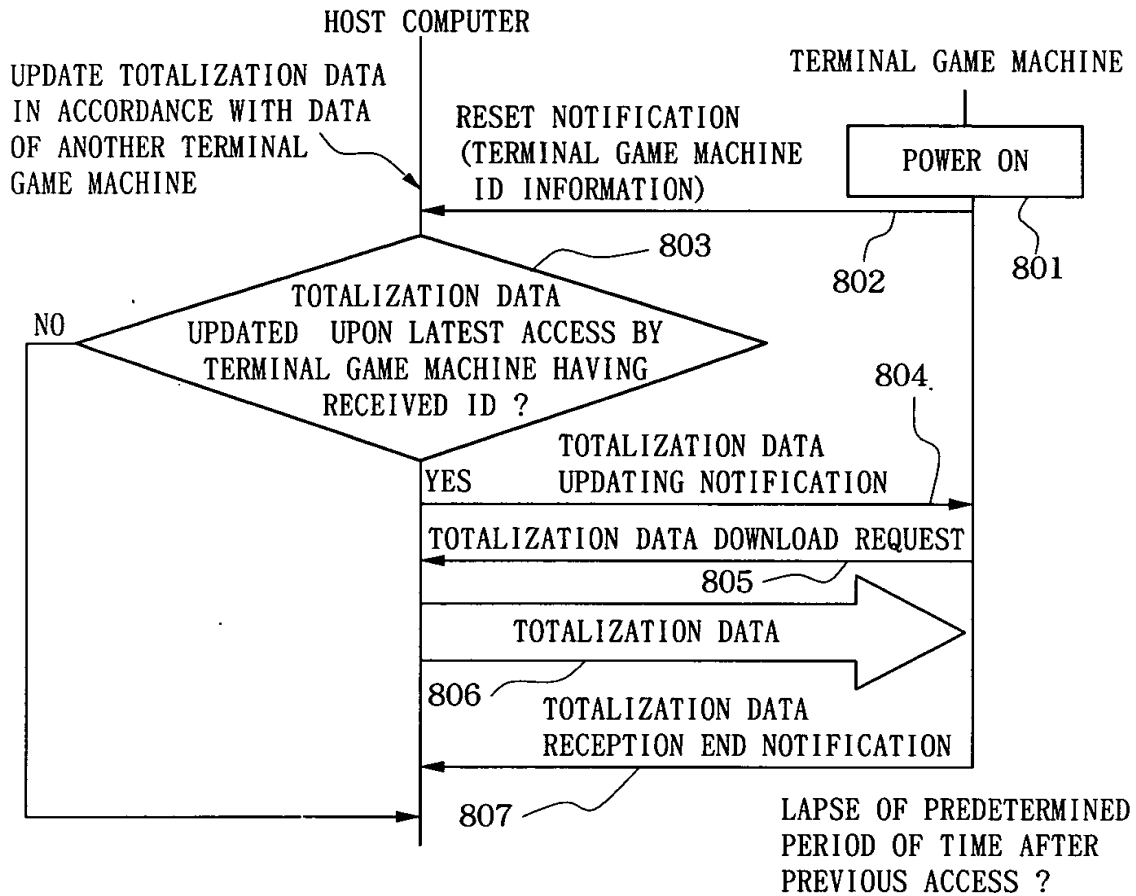 HOST COMPUTER
UPDATE TOTALIZATION DATA
IN ACCORDANCE WITH DATA
OF ANOTHER TERMINAL
GAME MACHINE
TERMINAL GAME MACHINE
RESET NOTIFICATION
(TERMINAL GAME MACHINE
ID INFORMATION)
POWER ON
802
801
803
TOTALIZATION DATA
UPDATED UPON LATEST ACCESS BY
TERMINAL GAME MACHINE HAVING
RECEIVED ID ?
NO
804
YES
TOTALIZATION DATA
UPDATING NOTIFICATION
TOTALIZATION DATA DOWNLOAD REQUEST
805
TOTALIZATION DATA
806
TOTALIZATION DATA
RECEPTION END NOTIFICATION
807
LAPSE OF PREDETERMINED
PERIOD OF TIME AFTER
PREVIOUS ACCESS ?